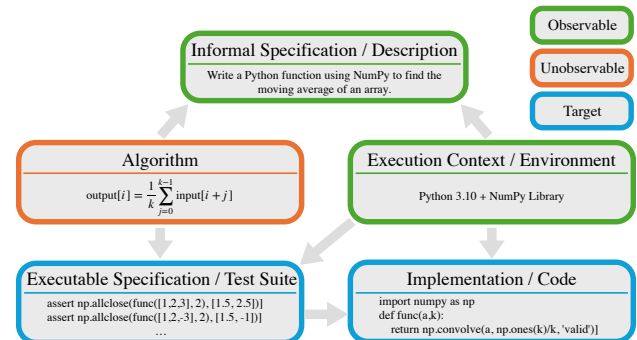 Observable
Unobservable
Target
Informal Specification / Description
Write a Python function using NumPy to find the
moving average of an array.
Algorithm
output[i] = \frac{1}{k} \sum_{j=0}^{k-1} input[i + j]
Execution Context / Environment
Python 3.10 + NumPy Library
Executable Specification / Test Suite
assert np.allclose(func([1,2,3], 2), [1.5, 2.5])]
assert np.allclose(func([1,2,-3], 2), [1.5, -1])]
…
Implementation / Code
import numpy as np
def func(a,k):
return np.convolve(a, np.ones(k)/k, 'valid')]